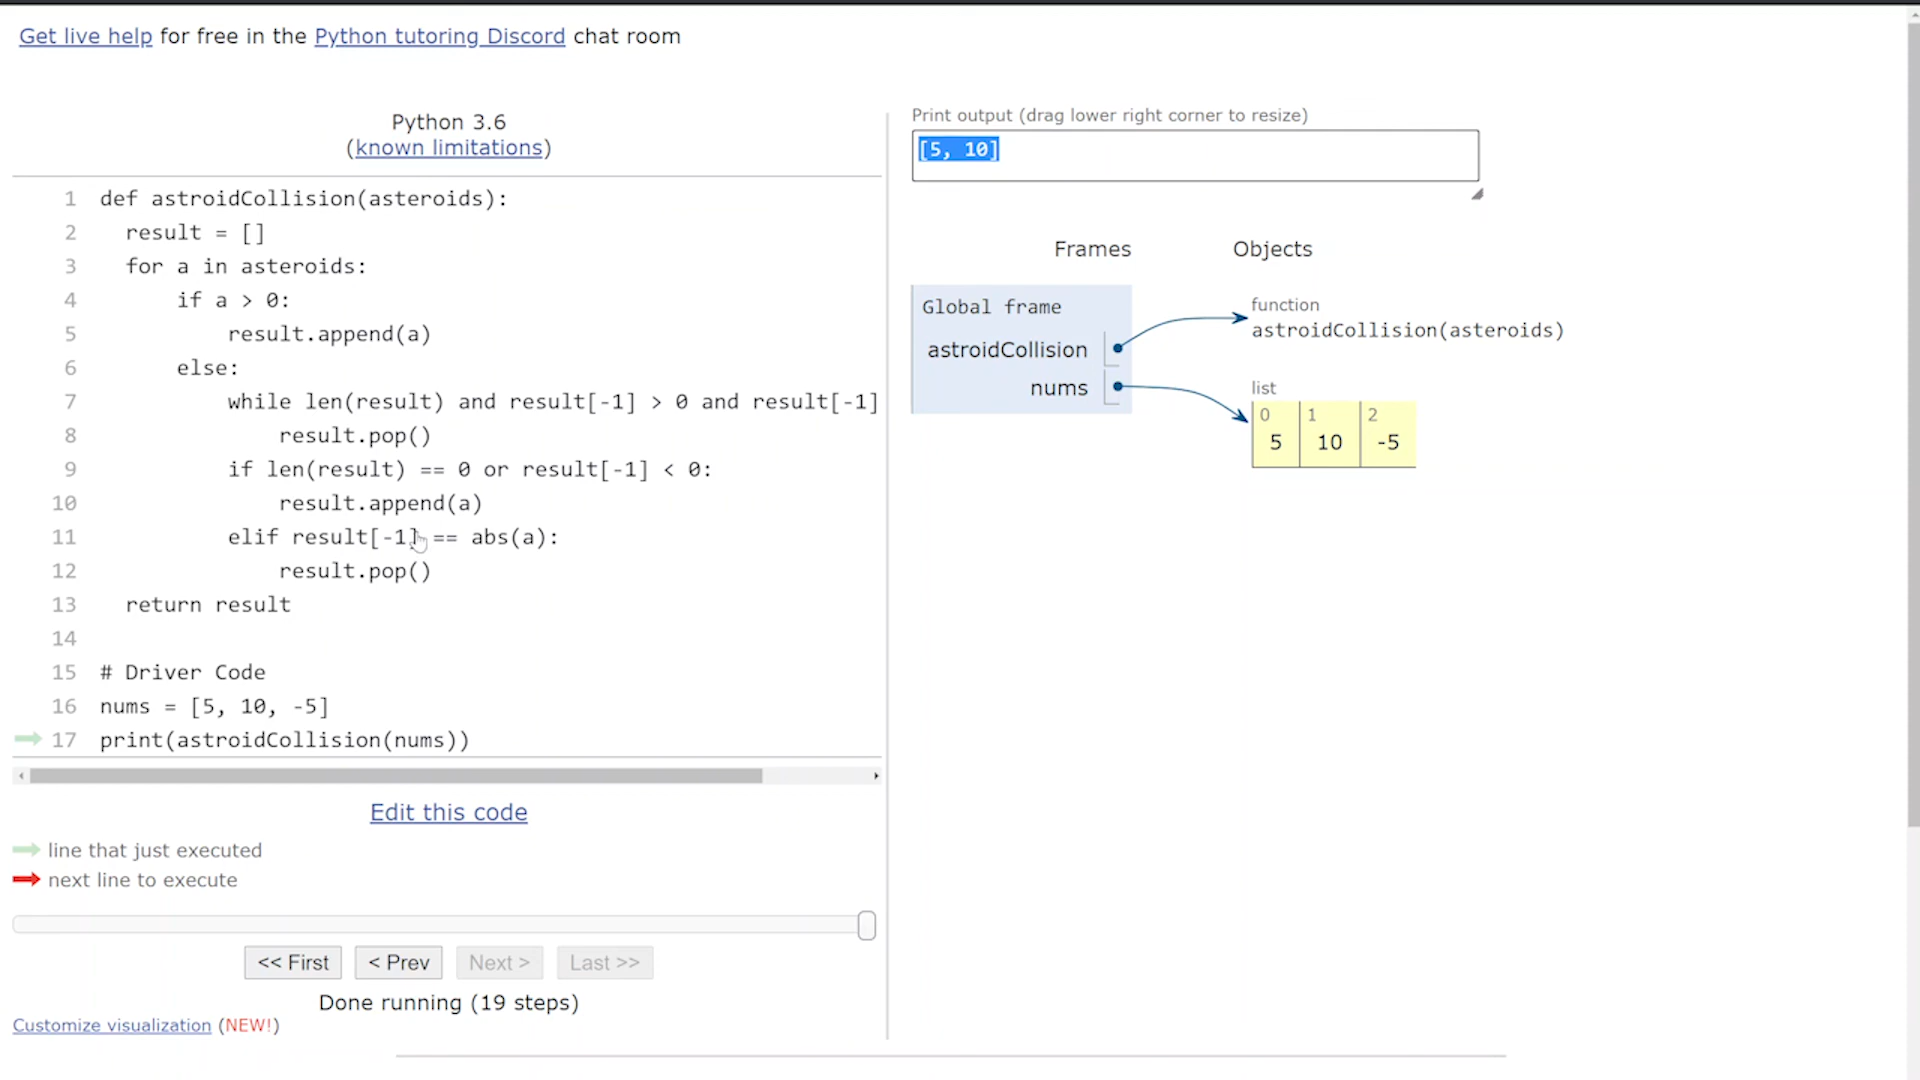 Get live help for free in the Python tutoring Discord chat room
Python 3.6
(known limitations)
1 def astroidCollision(asteroids):
2 result = []
3 for a in asteroids:
4 if a > 0:
5 result.append(a)
6 else:
7 while len(result) and result[-1] > 0 and result[-1]
8 result.pop()
9 if len(result) == 0 or result[-1] < 0:
10 result.append(a)
11 elif result[-1] == abs(a):
12 result.pop()
13 return result
14
15 # Driver Code
16 nums = [5, 10, -5]
17 print(astroidCollision(nums))
Edit this code
line that just executed
next line to execute
<< First < Prev Next > Last >>
Done running (19 steps)
Customize visualization (NEW!)
Print output (drag lower right corner to resize)
[5, 10]
Frames Objects
Global frame
astroidCollision
nums
function
astroidCollision(asteroids)
list
0 1 2
5 10 -5